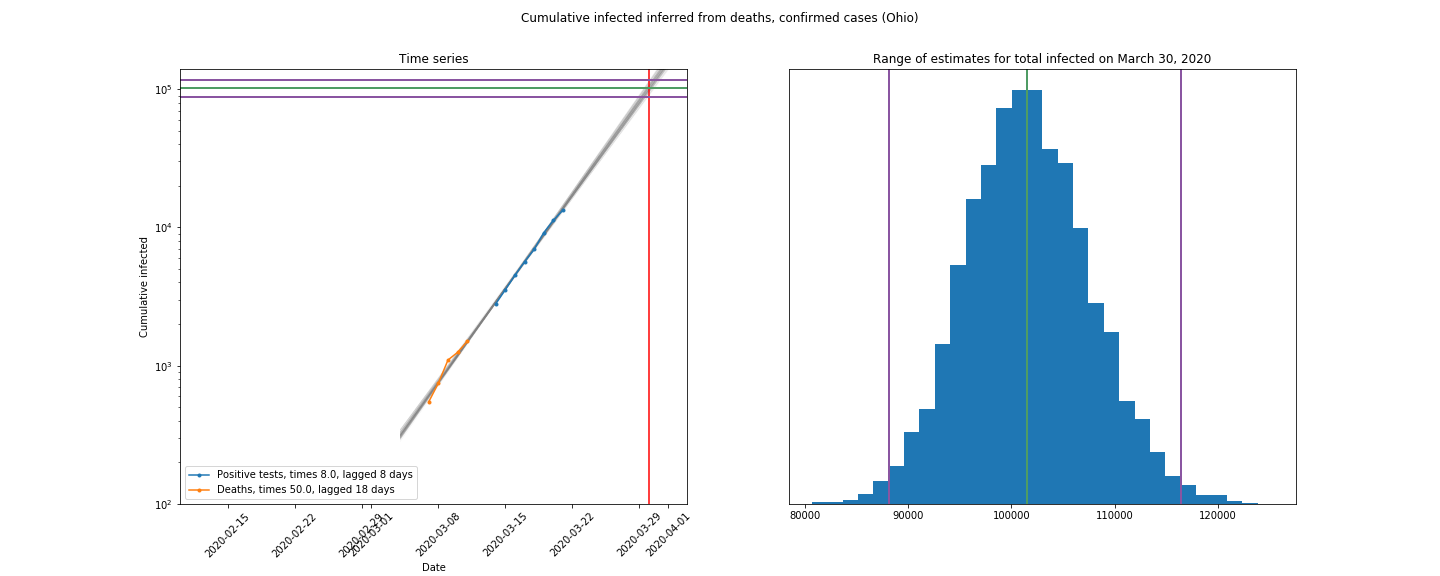 Cumulative infected inferred from deaths, confirmed cases (Ohio)
Time series
Cumulative infected
10⁵
10⁴
10³
10²
Positive tests, times 8.0, lagged 8 days
Deaths, times 50.0, lagged 18 days
2020-02-15
2020-02-22
2020-02-29
2020-03-01
2020-03-08
2020-03-15
2020-03-22
2020-03-29
2020-04-01
Date
Range of estimates for total infected on March 30, 2020
80000
90000
100000
110000
120000